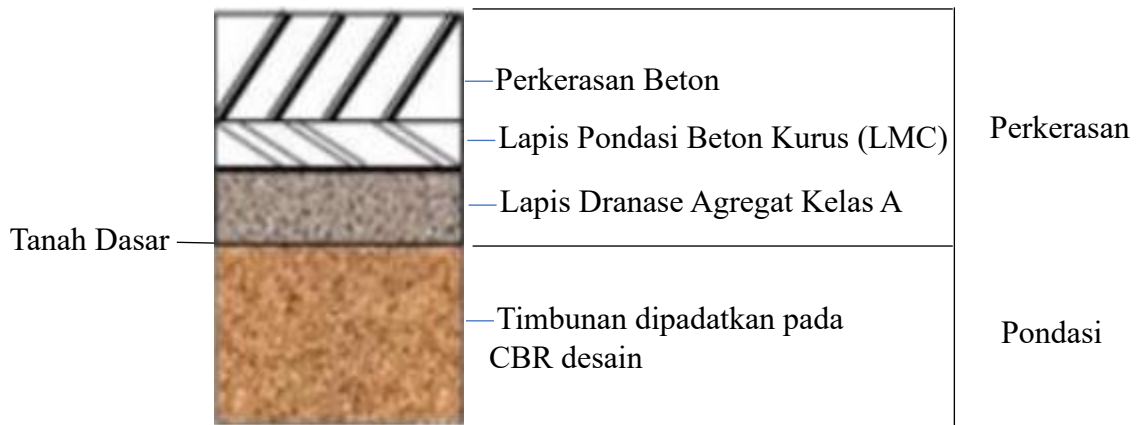 Perkerasan Beton
Lapis Pondasi Beton Kurus (LMC)
Perkerasan
Lapis Dranase Agregat Kelas A
Tanah Dasar
Timbunan dipadatkan pada
CBR desain
Pondasi